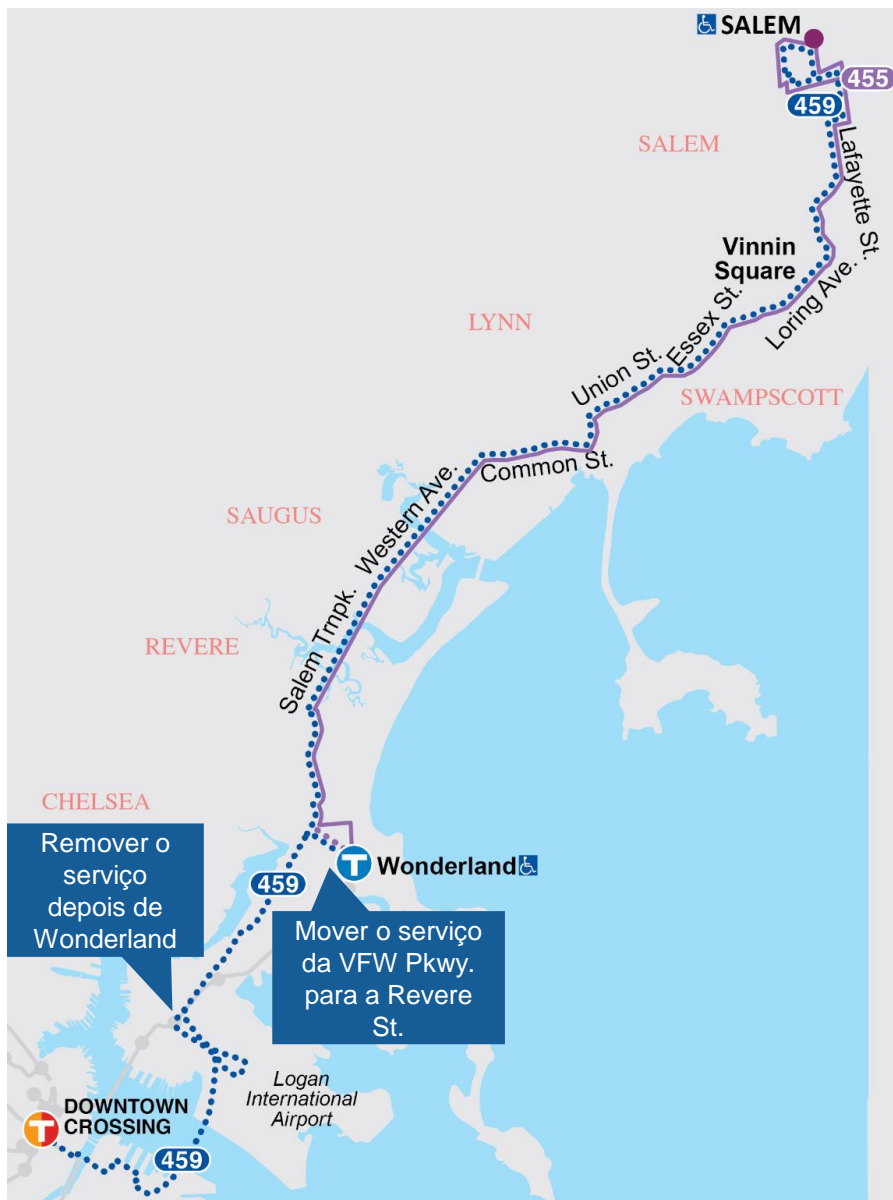 SALEM
455
459
SALEM
Lafayette St.
Vinnin
Square
Loring Ave.
Essex St.
LYNN
Union St.
SWAMPSCOTT
Common St.
Western Ave.
SAUGUS
Salem Trnpk.
REVERE
CHELSEA
Remover o
serviço
depois de
Wonderland
T Wonderland
459
Mover o serviço
da VFW Pkwy.
para a Revere
St.
Logan
International
Airport
DOWNTOWN
T CROSSING
459